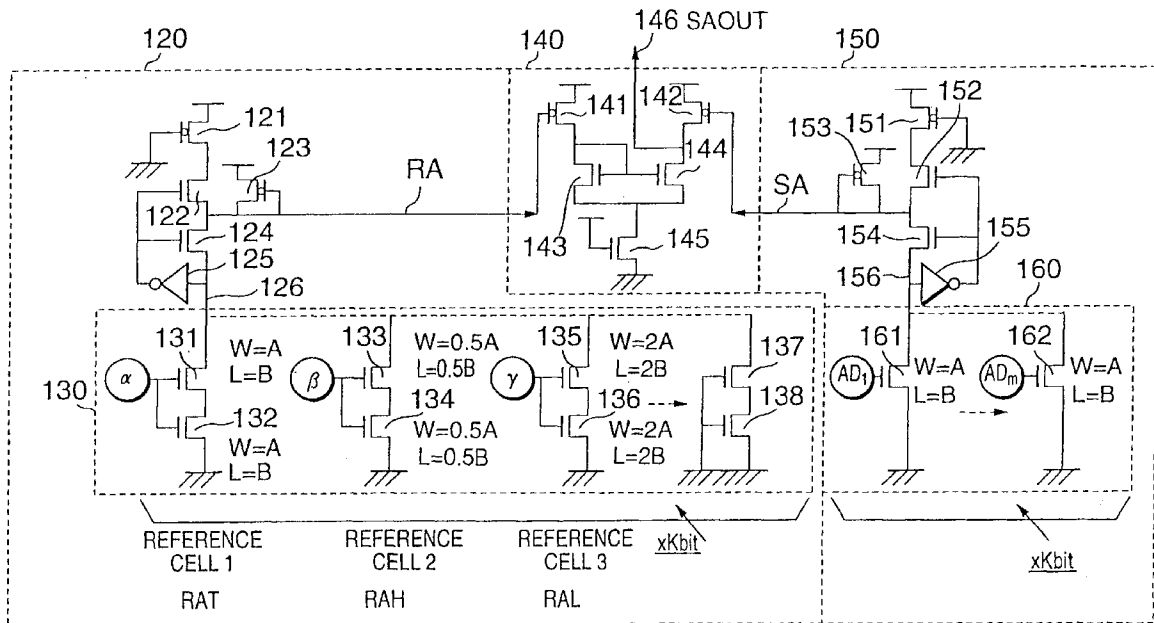 120
140
146 SAOUT
150
121
123
122
124
125
126
RA
141
142
143
144
145
SA
153
151
152
154
155
156
160
130
α
131
W=A
L=B
132
W=A
L=B
β
133
W=0.5A
L=0.5B
134
W=0.5A
L=0.5B
γ
135
W=2A
L=2B
136
W=2A
L=2B
137
138
AD1
161
W=A
L=B
ADm
162
W=A
L=B
REFERENCE
CELL 1
RAT
REFERENCE
CELL 2
RAH
REFERENCE
CELL 3
RAL
xKbit
xKbit